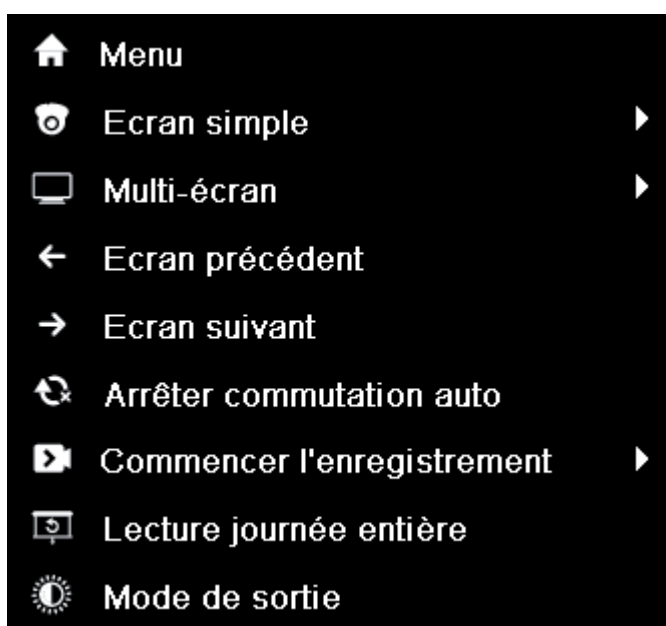 Menu
Ecran simple
Multi-écran
Ecran précédent
Ecran suivant
Arrêter commutation auto
Commencer l'enregistrement
Lecture journée entière
Mode de sortie